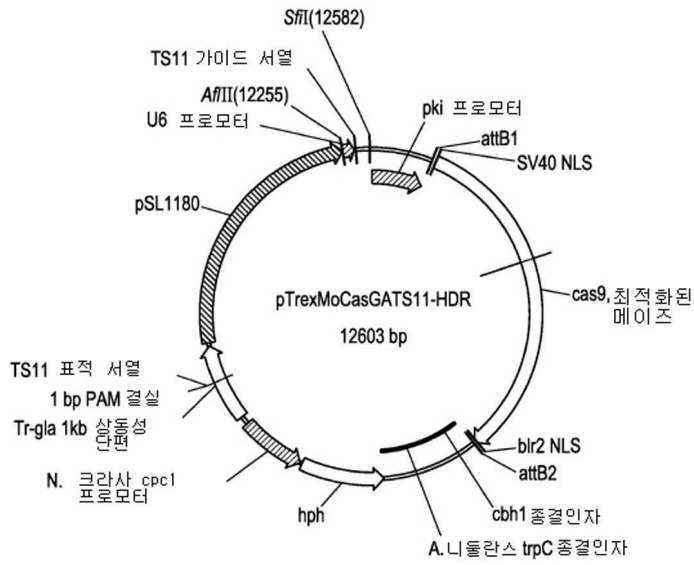 SfiI(12582)
TS11 가이드 서열
AflII(12255)
U6 프로모터
pki 프로모터
attB1
SV40 NLS
pSL1180
pTrexMoCasGATS11-HDR
12603 bp
cas9, 최적화된
메이즈
TS11 표적 서열
1 bp PAM 결실
Tr-gla 1kb 상동성
단편
N. 크라사 cpc1
프로모터
hph
blr2 NLS
attB2
cbh1 종결인자
A. 니둘란스 trpC 종결인자